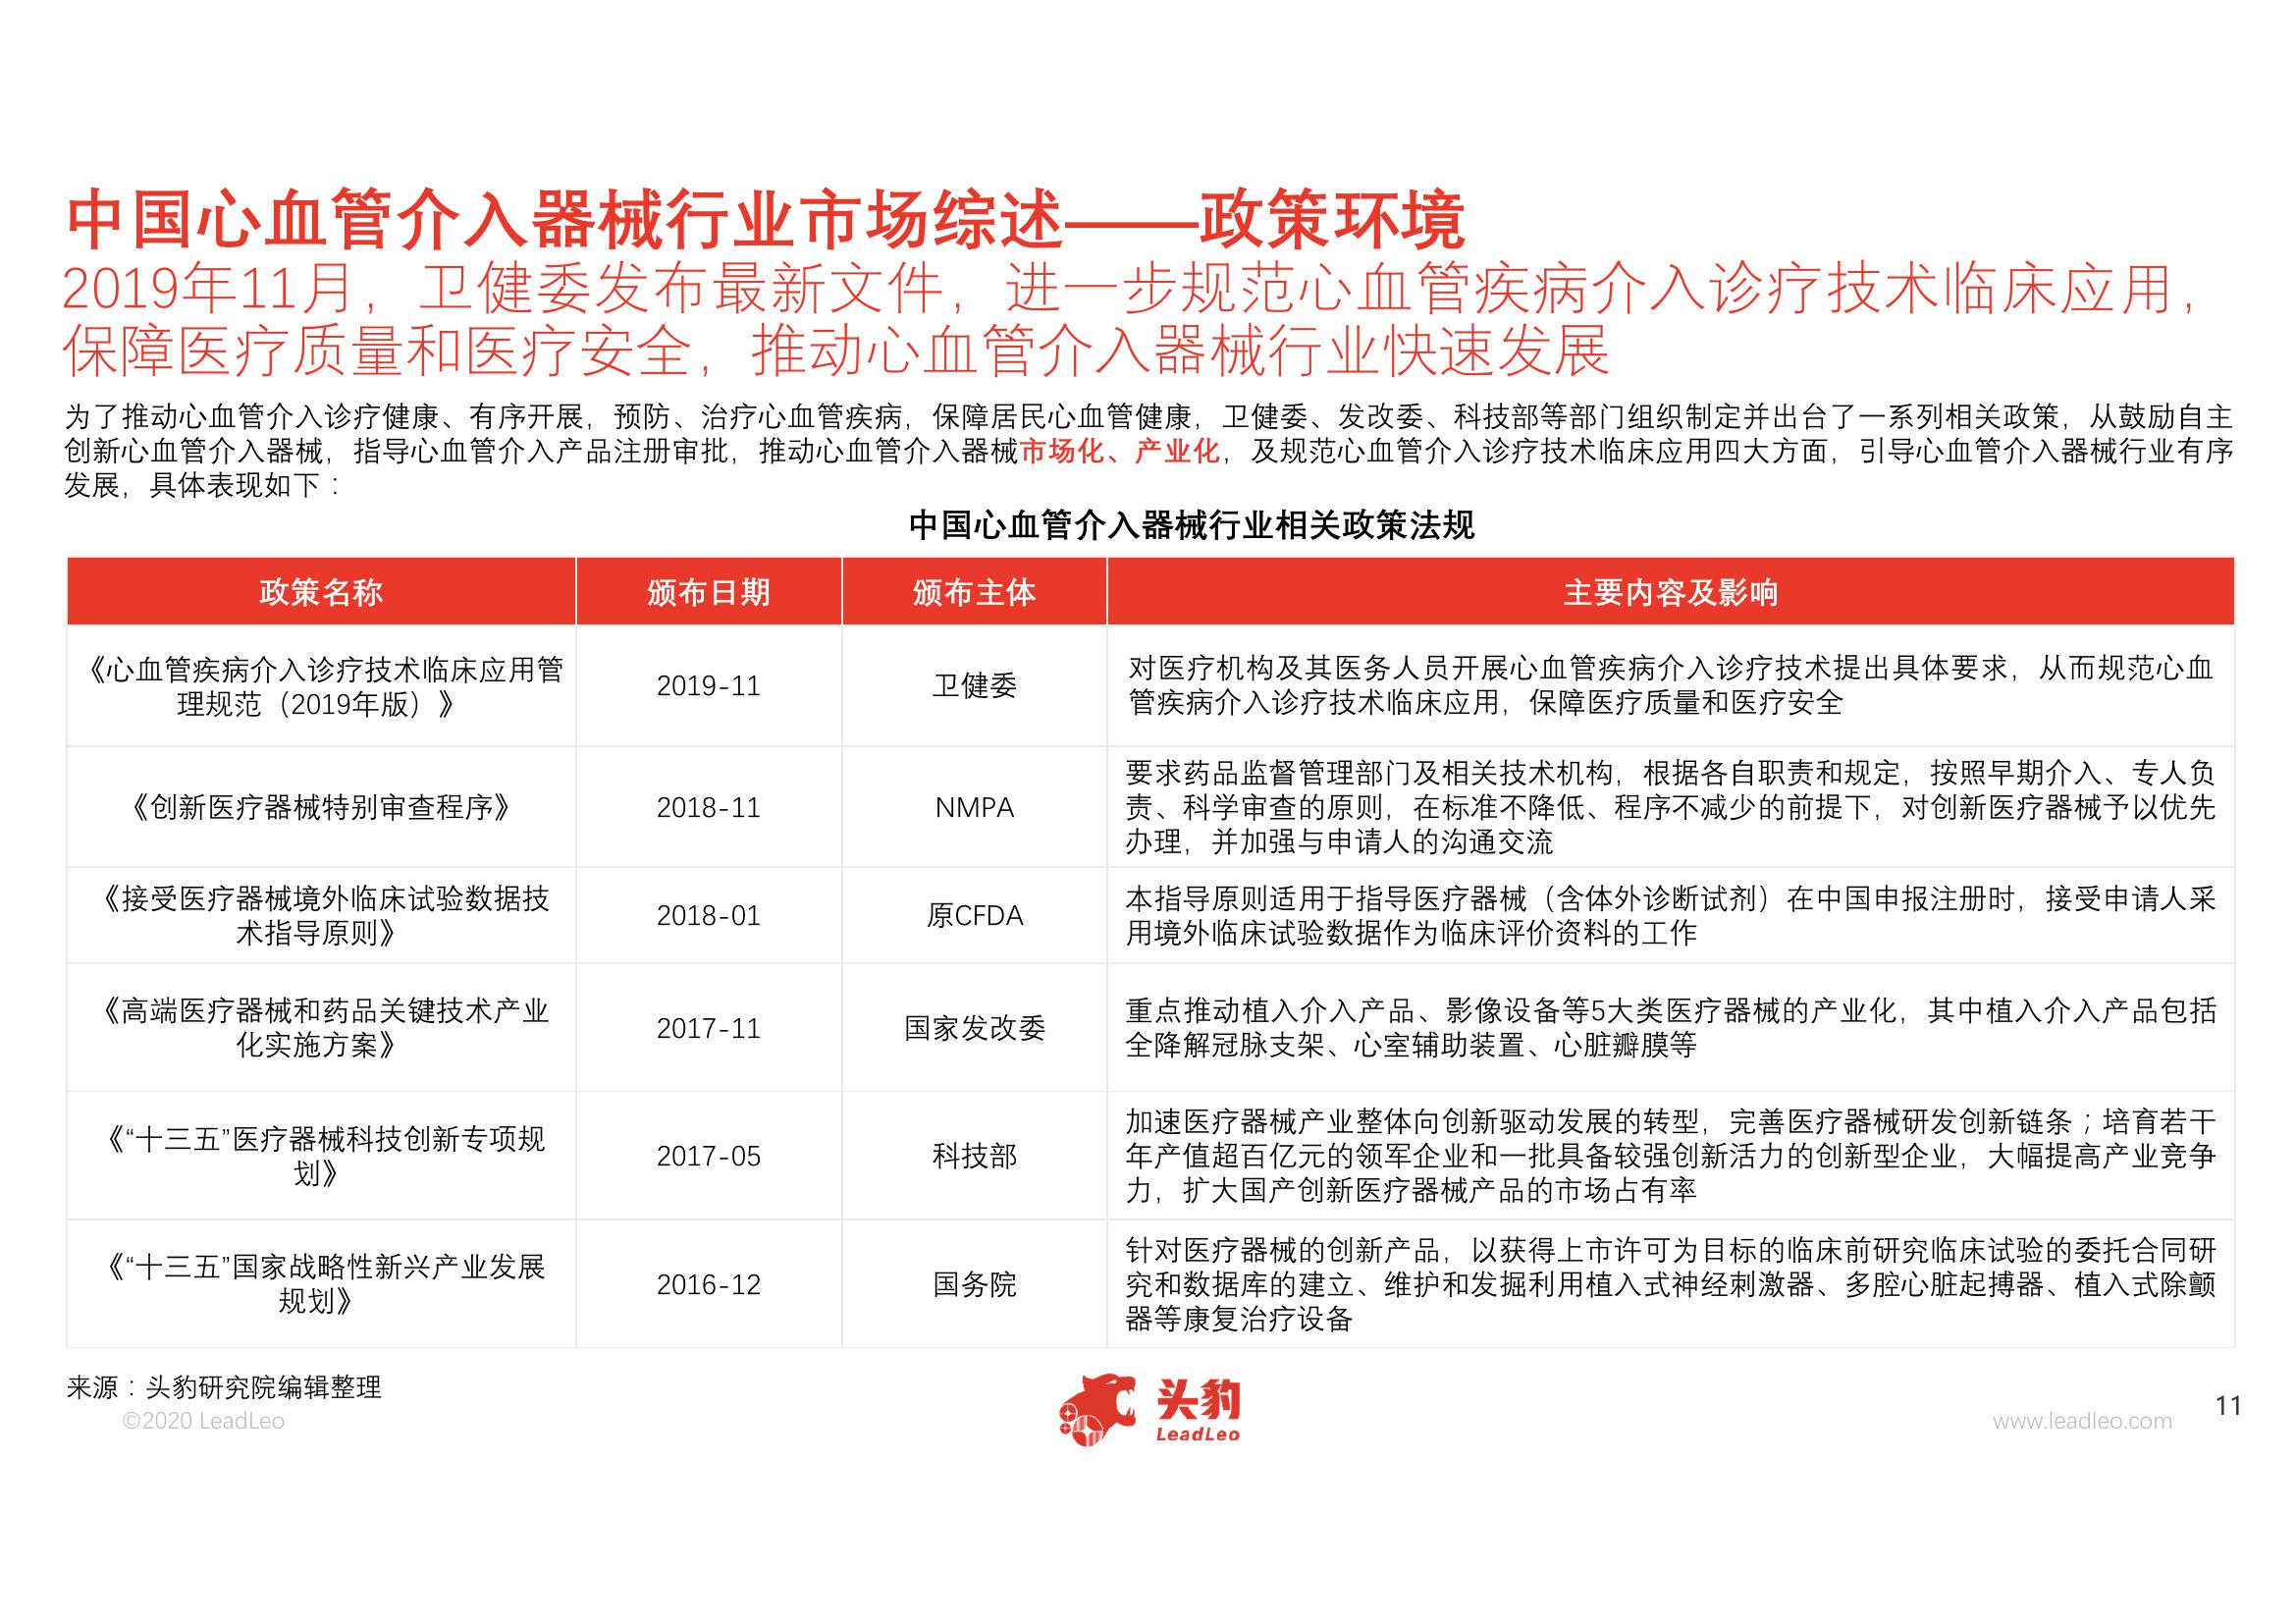 中国心血管介入器械行业市场综述——政策环境
2019年11月，卫健委发布最新文件，进一步规范心血管疾病介入诊疗技术临床应用，
保障医疗质量和医疗安全，推动心血管介入器械行业快速发展
为了推动心血管介入诊疗健康、有序开展，预防、治疗心血管疾病，保障居民心血管健康，卫健委、发改委、科技部等部门组织制定并出台了一系列相关政策，从鼓励自主
创新心血管介入器械，指导心血管介入产品注册审批，推动心血管介入器械市场化、产业化，及规范心血管介入诊疗技术临床应用四大方面，引导心血管介入器械行业有序
发展，具体表现如下：
中国心血管介入器械行业相关政策法规
政策名称 颁布日期 颁布主体 主要内容及影响
《心血管疾病介入诊疗技术临床应用管
理规范（2019年版）》
2019-11
卫健委
对医疗机构及其医务人员开展心血管疾病介入诊疗技术提出具体要求，从而规范心血
管疾病介入诊疗技术临床应用，保障医疗质量和医疗安全
《创新医疗器械特别审查程序》
2018-11
NMPA
要求药品监督管理部门及相关技术机构，根据各自职责和规定，按照早期介入、专人负
责、科学审查的原则，在标准不降低、程序不减少的前提下，对创新医疗器械予以优先
办理，并加强与申请人的沟通交流
《接受医疗器械境外临床试验数据技
术指导原则》
2018-01
原CFDA
本指导原则适用于指导医疗器械（含体外诊断试剂）在中国申报注册时，接受申请人采
用境外临床试验数据作为临床评价资料的工作
《高端医疗器械和药品关键技术产业
化实施方案》
2017-11
国家发改委
重点推动植入介入产品、影像设备等5大类医疗器械的产业化，其中植入介入产品包括
全降解冠脉支架、心室辅助装置、心脏瓣膜等
《“十三五”医疗器械科技创新专项规
划》
2017-05
科技部
加速医疗器械产业整体向创新驱动发展的转型，完善医疗器械研发创新链条；培育若干
年产值超百亿元的领军企业和一批具备较强创新活力的创新型企业，大幅提高产业竞争
力，扩大国产创新医疗器械产品的市场占有率
《“十三五”国家战略性新兴产业发展
规划》
2016-12
国务院
针对医疗器械的创新产品，以获得上市许可为目标的临床前研究临床试验的委托合同研
究和数据库的建立、维护和发掘利用植入式神经刺激器、多腔心脏起搏器、植入式除颤
器等康复治疗设备
来源：头豹研究院编辑整理
©2020 LeadLeo
头豹
LeadLeo
www.leadleo.com
11